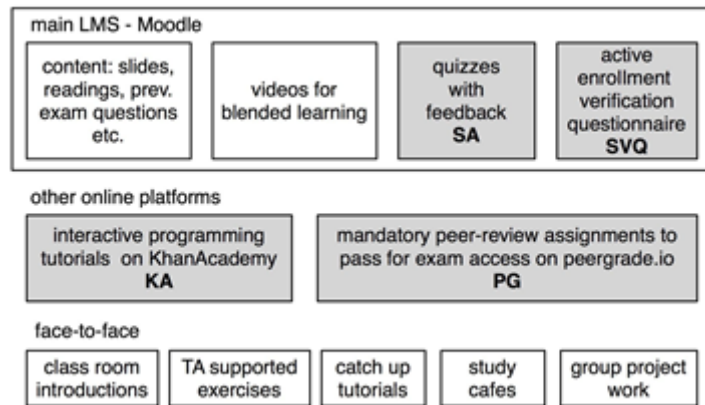 main LMS - Moodle
content: slides,
readings, prev.
exam questions
etc.
videos for
blended learning
quizzes
with
feedback
SA
active
enrollment
verification
questionnaire
SVQ
other online platforms
interactive programming
tutorials on KhanAcademy
KA
mandatory peer-review assignments to
pass for exam access on peergrade.io
PG
face-to-face
class room
introductions
TA supported
exercises
catch up
tutorials
study
cafes
group project
work